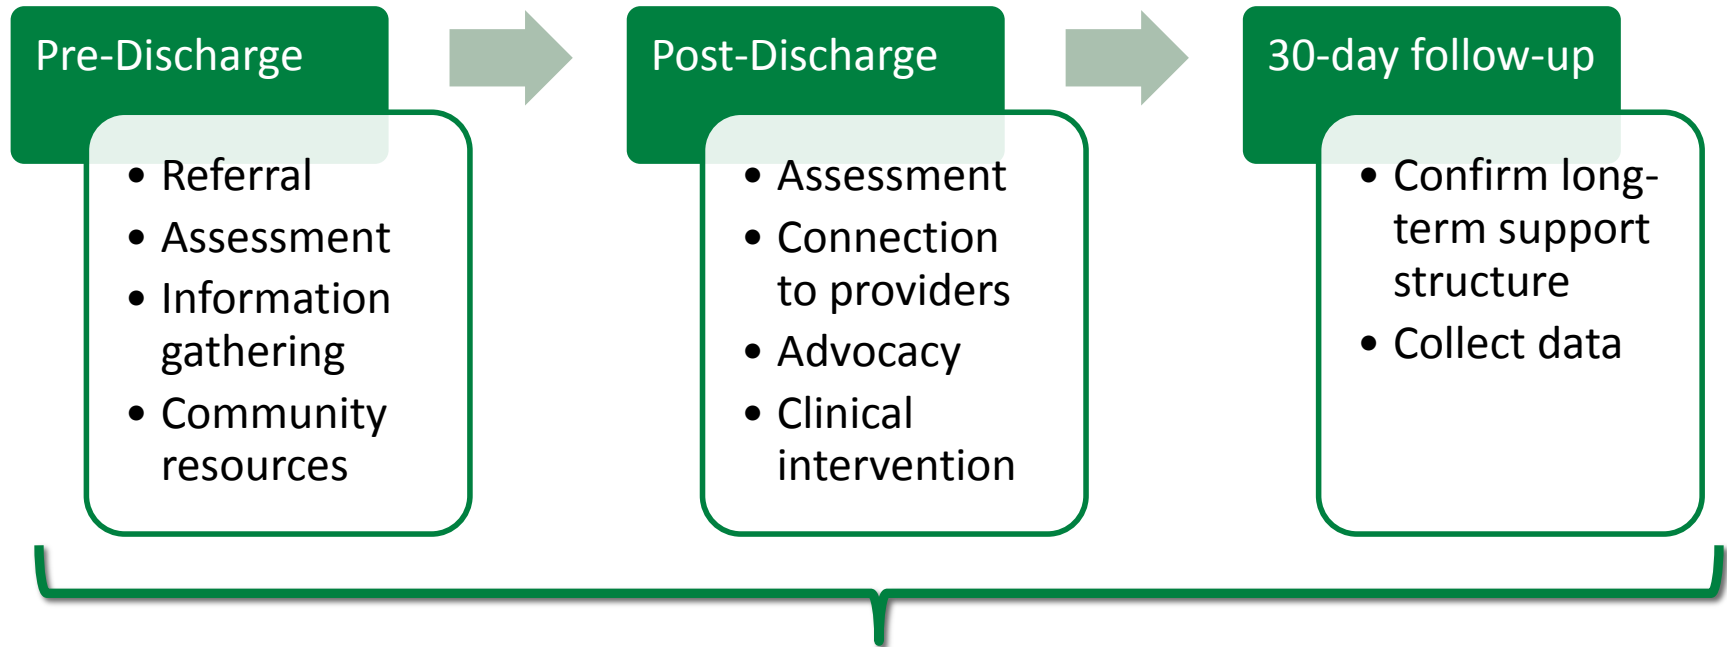 Pre-Discharge
• Referral
• Assessment
• Information
gathering
• Community
resources
Post-Discharge
• Assessment
• Connection
to providers
• Advocacy
• Clinical
intervention
30-day follow-up
• Confirm long-
term support
structure
• Collect data